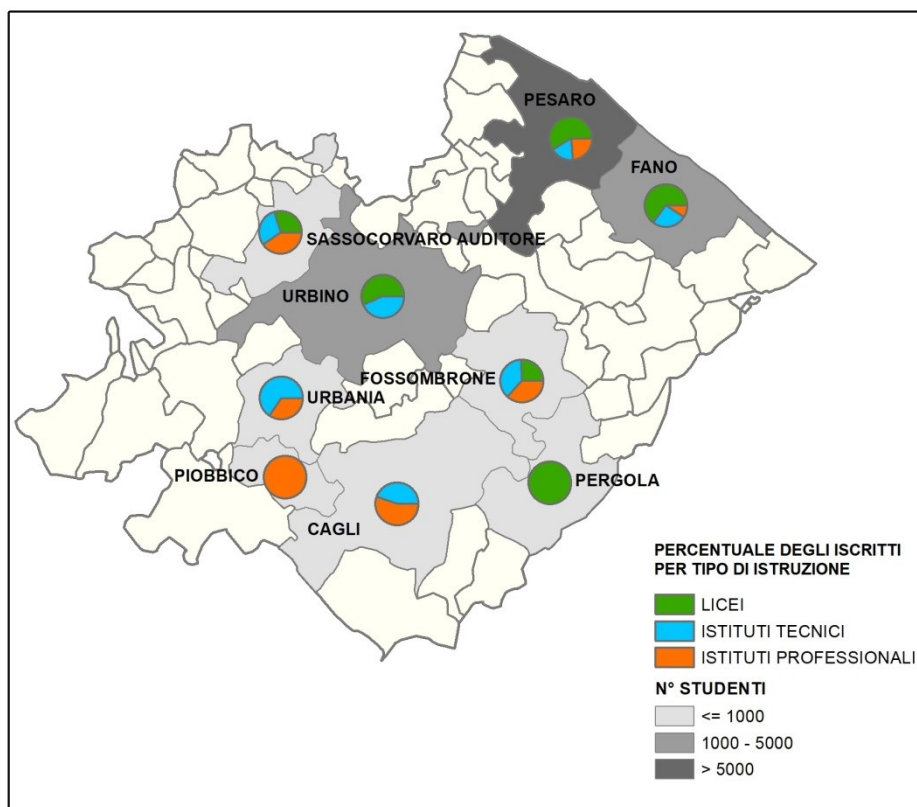 PESARO
FANO
SASSOCORVARO AUDITORE
URBINO
FOSSOMBRONE
URBANIA
PIOBBICO
PERGOLA
CAGLI
PERCENTUALE DEGLI ISCRITTI
PER TIPO DI ISTRUZIONE
LICEI
ISTITUTI TECNICI
ISTITUTI PROFESSIONALI
N° STUDENTI
<= 1000
1000 - 5000
> 5000